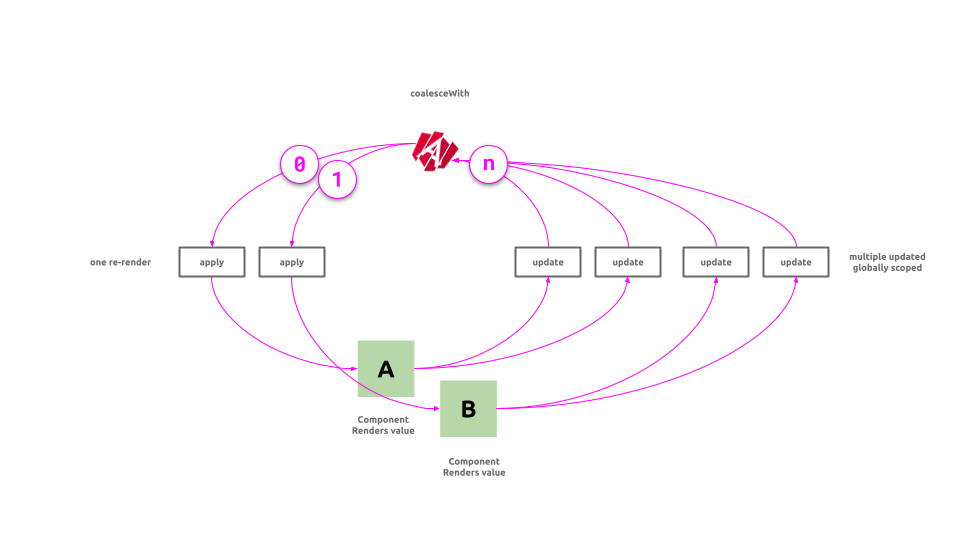 coalesceWith
0
1
n
one re-render
apply
apply
update
update
update
update
multiple updated
globally scoped
A
B
Component
Renders value
Component
Renders value